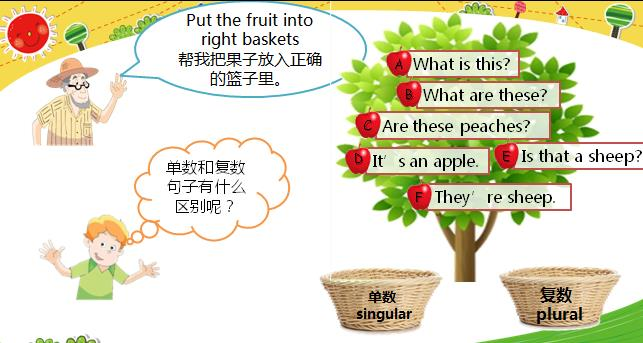 Put the fruit into
right baskets
帮我把果子放入正确
的篮子里。
单数和复数
句子有什么
区别呢？
A What is this?
B What are these?
C Are these peaches?
D It's an apple.
E Is that a sheep?
F They're sheep.
单数
singular
复数
plural